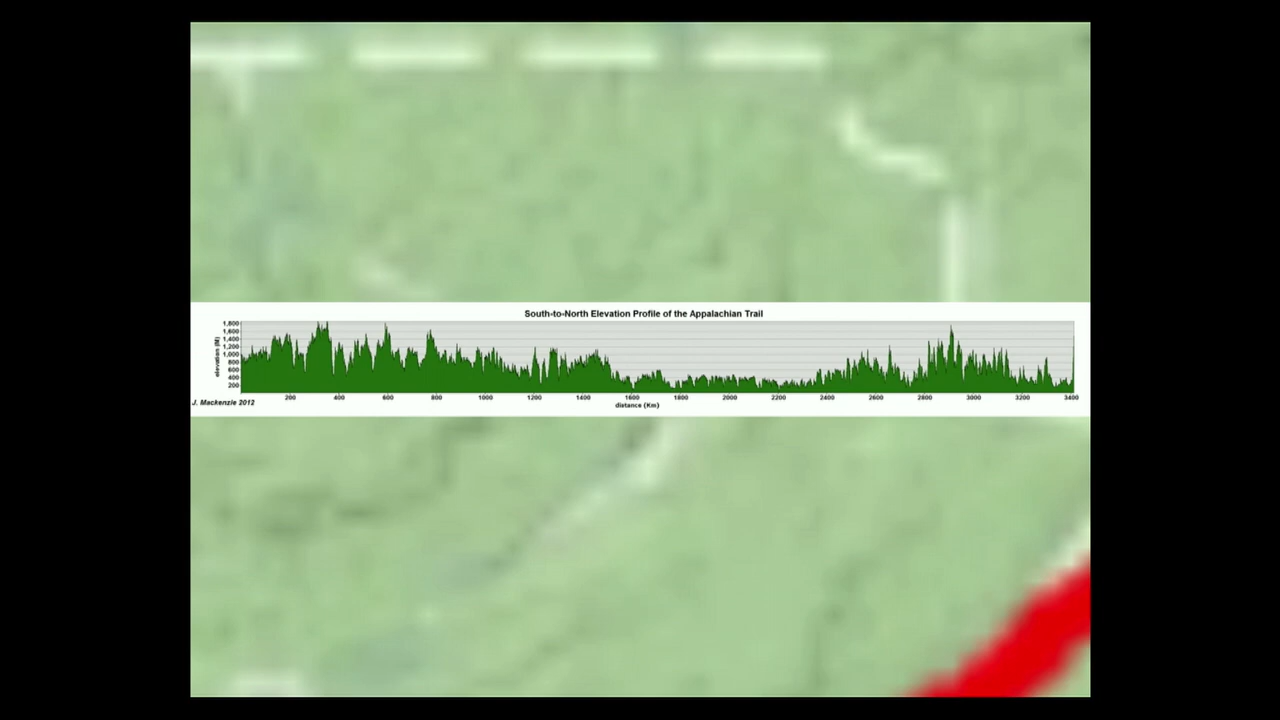 South-to-North Elevation Profile of the Appalachian Trail
1,800
1,600
1,400
1,200
1,000
800
600
400
200
elevation (M)
200 400 600 800 1000 1200 1400 1600 1800 2000 2200 2400 2600 2800 3000 3200 3400
distance (Km)
J. Mackenzie 2012